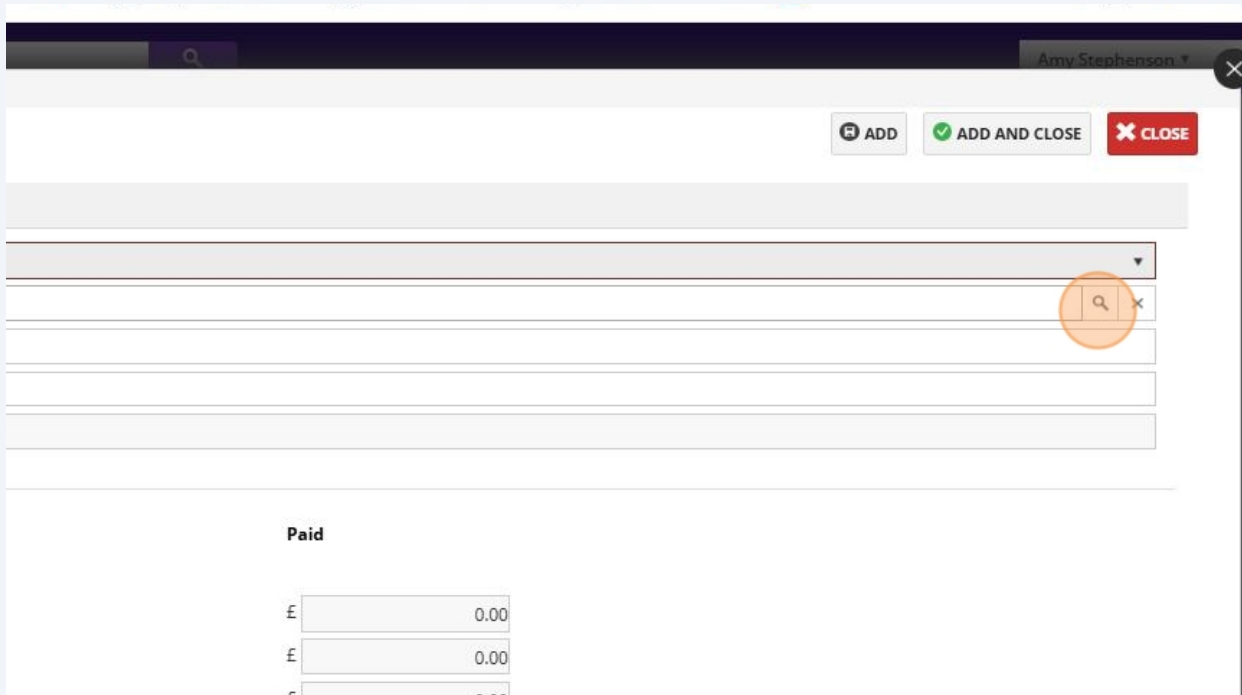 Amy Stephenson
ADD ADD AND CLOSE CLOSE
Paid
£ 0.00
£ 0.00
£